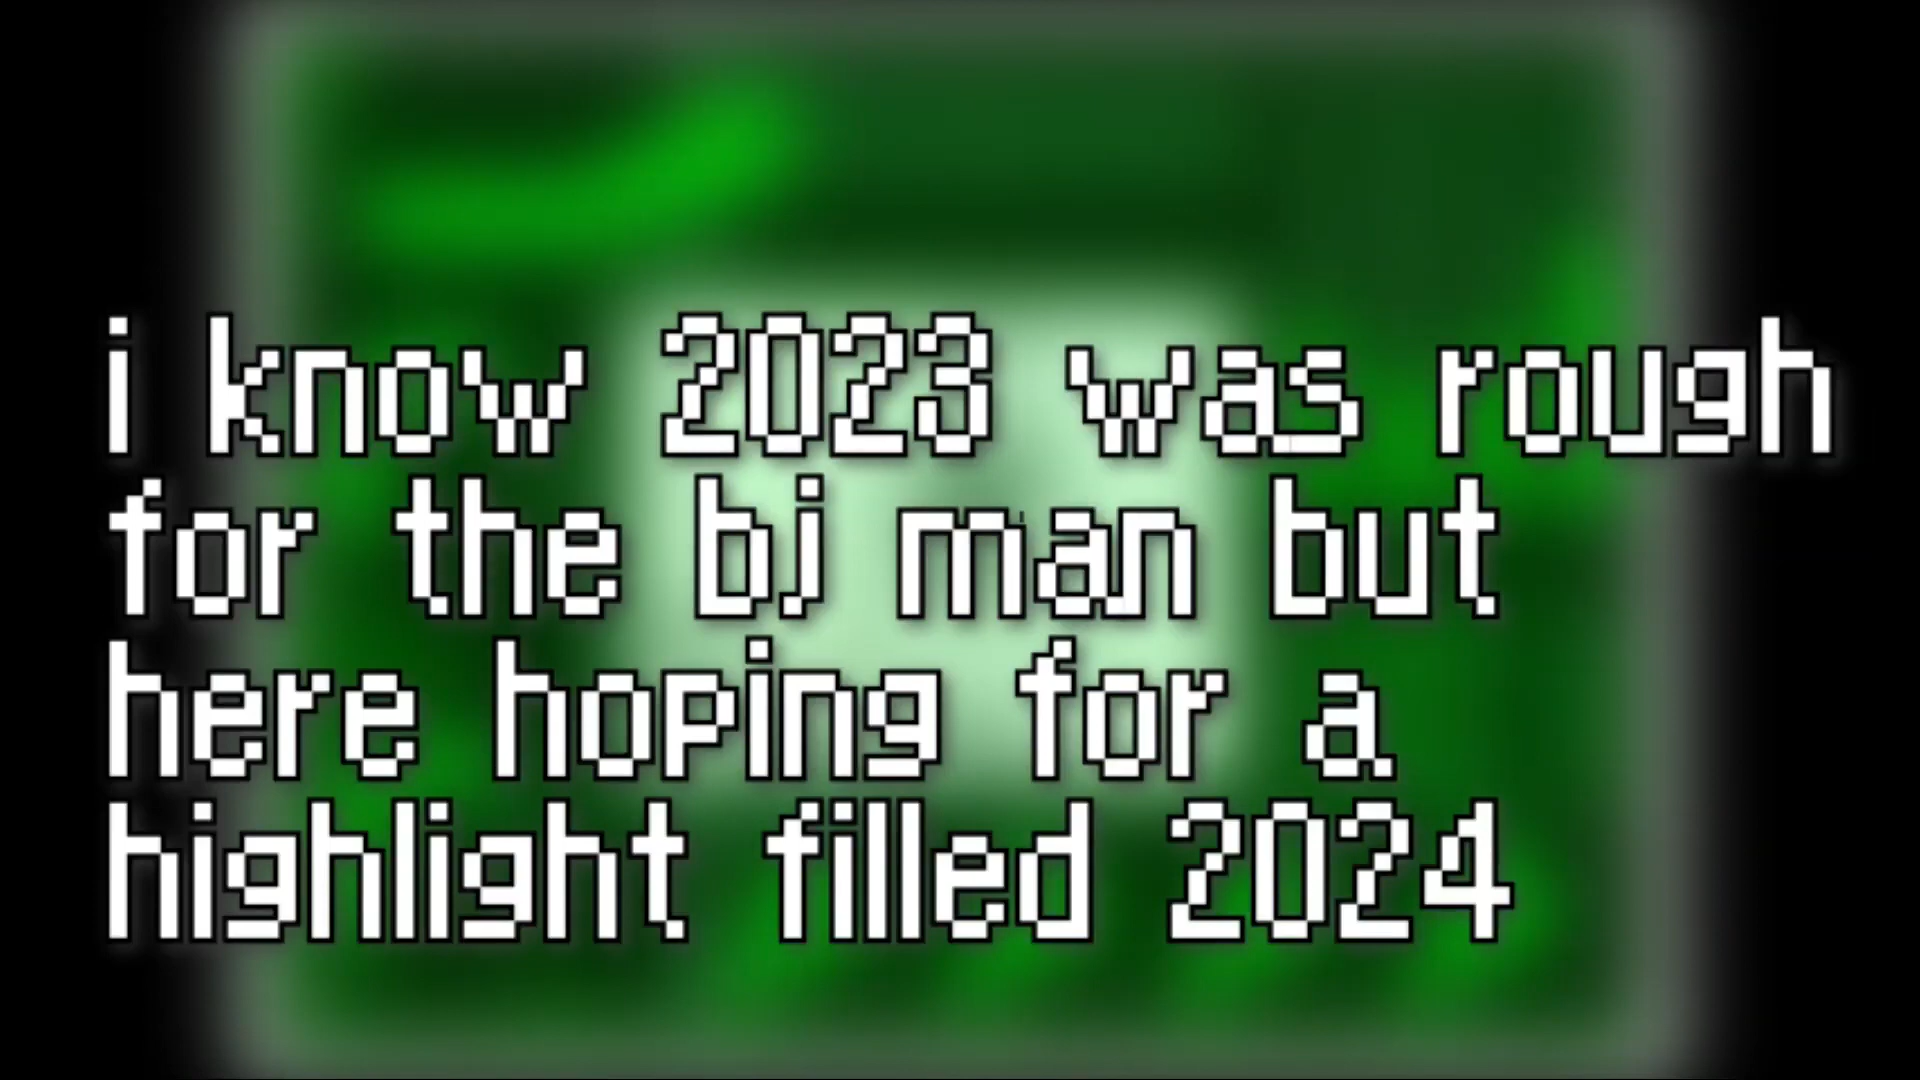 i know 2023 was rough
for the bj man but
here hoping for a
highlight filled 2024